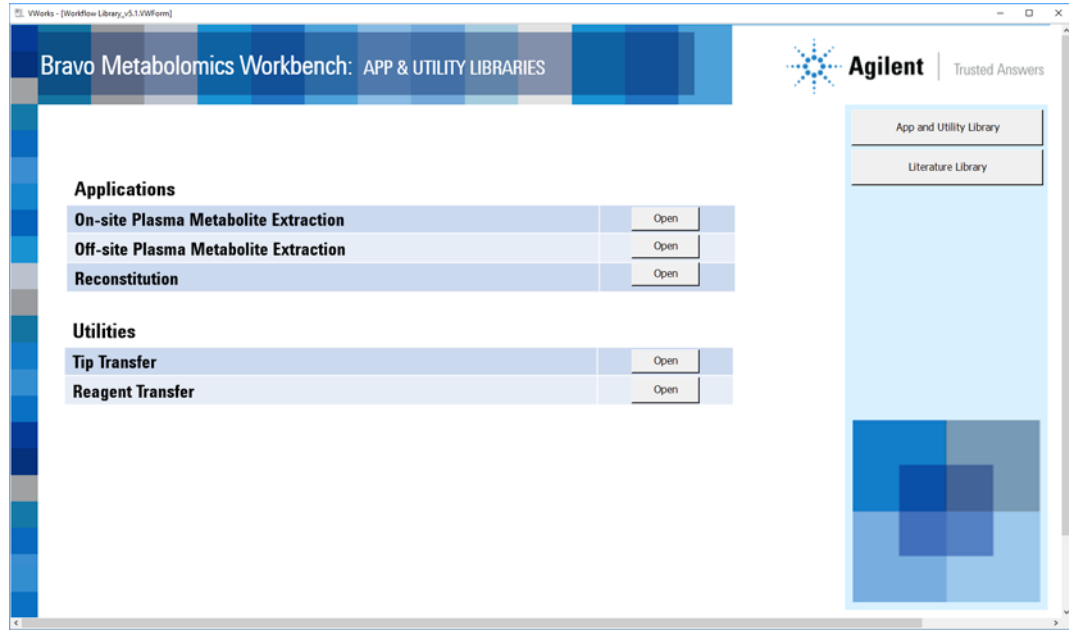 VWorks - [Workflow Library_v5.1.VWForm]
Bravo Metabolomics Workbench: APP & UTILITY LIBRARIES
Agilent | Trusted Answers
App and Utility Library
Literature Library
Applications
On-site Plasma Metabolite Extraction Open
Off-site Plasma Metabolite Extraction Open
Reconstitution Open
Utilities
Tip Transfer Open
Reagent Transfer Open